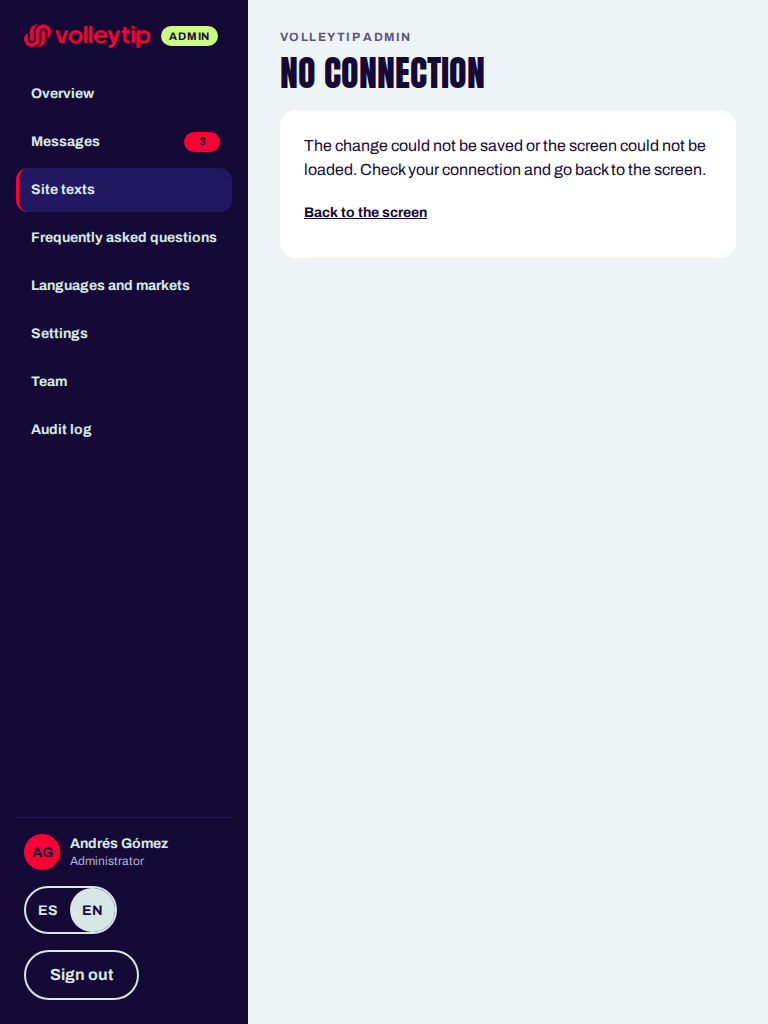 volleytip ADMIN
Overview
Messages 3
Site texts
Frequently asked questions
Languages and markets
Settings
Team
Audit log
AG Andrés Gómez
Administrator
ES EN
Sign out
VOLLEYTIP ADMIN
NO CONNECTION
The change could not be saved or the screen could not be
loaded. Check your connection and go back to the screen.
Back to the screen